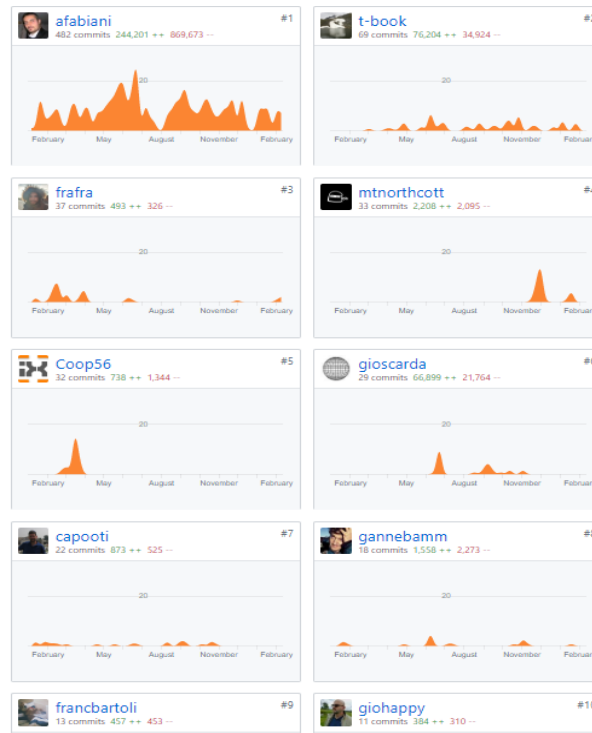 afabiani #1
482 commits 244,201 ++ 869,673 --
20
February May August November February
t-book
69 commits 76,204 ++ 34,924 --
20
February May August November
frafra #3
37 commits 493 ++ 326 --
20
February May August November February
mtnorthcott
33 commits 2,208 ++ 2,095 --
20
February May August November
Coop56 #5
32 commits 738 ++ 1,344 --
20
February May August November February
gioscarda
29 commits 66,899 ++ 21,764 --
20
February May August November
capooti #7
22 commits 873 ++ 525 --
20
February May August November February
gannebamm
18 commits 1,558 ++ 2,273 --
20
February May August November
francbartoli #9
13 commits 457 ++ 453 --
giohappy
11 commits 384 ++ 310 --